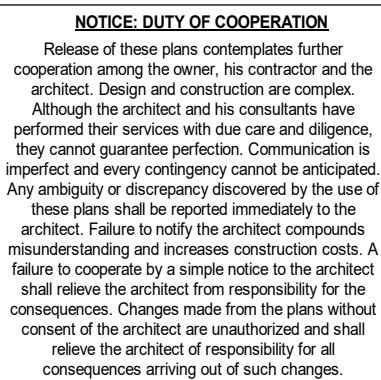 NOTICE: DUTY OF COOPERATION
Release of these plans contemplates further
cooperation among the owner, his contractor and the
architect. Design and construction are complex.
Although the architect and his consultants have
performed their services with due care and diligence,
they cannot guarantee perfection. Communication is
imperfect and every contingency cannot be anticipated.
Any ambiguity or discrepancy discovered by the use of
these plans shall be reported immediately to the
architect. Failure to notify the architect compounds
misunderstanding and increases construction costs. A
failure to cooperate by a simple notice to the architect
shall relieve the architect from responsibility for the
consequences. Changes made from the plans without
consent of the architect are unauthorized and shall
relieve the architect of responsibility for all
consequences arriving out of such changes.